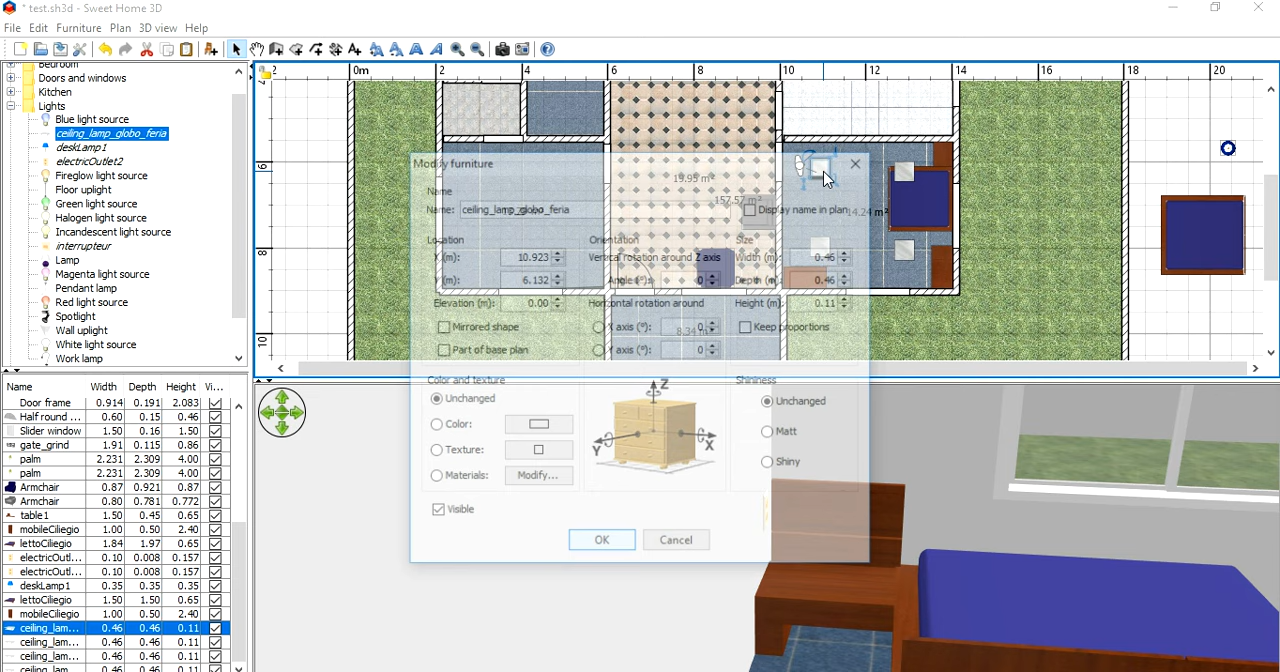 * test.sh3d - Sweet Home 3D
File Edit Furniture Plan 3D view Help
Bedroom
Doors and windows
Kitchen
Lights
Blue light source
ceiling_lamp_globo_feria
deskLamp1
electricOutlet2
Fireglow light source
Floor uplight
Green light source
Halogen light source
Incandescent light source
interrupteur
Lamp
Magenta light source
Pendant lamp
Red light source
Spotlight
Wall uplight
White light source
Work lamp
0m 2 4 6 8 10 12 14 16 18 20
6
8
10
19.95 m²
157.57 m²
14.24 m²
8.34 m²
Modify furniture
Name
Name: ceiling_lamp_globo_feria Display name in plan
Location Orientation Size
X (m): 10.923 Vertical rotation around Z axis Width (m): 0.46
Y (m): 6.132 Angle (°): 0 Depth (m): 0.46
Elevation (m): 0.00 Horizontal rotation around Height (m): 0.11
Mirrored shape X axis (°): 0 Keep proportions
Part of base plan Y axis (°): 0
Color and texture Shininess
Unchanged Z Unchanged
Color: Matt
Texture: Y X Shiny
Materials: Modify...
Visible
OK Cancel
Name Width Depth Height Vi...
Door frame 0.914 0.191 2.083
Half round ... 0.60 0.15 0.46
Slider window 1.50 0.16 1.50
gate_grind 1.91 0.115 0.86
palm 2.231 2.309 4.00
palm 2.231 2.309 4.00
Armchair 0.87 0.921 0.87
Armchair 0.80 0.781 0.772
table1 1.50 0.45 0.65
mobileCiliegio 1.00 0.50 2.40
lettoCiliegio 1.84 1.97 0.65
electricOutl... 0.10 0.008 0.157
electricOutl... 0.10 0.008 0.157
deskLamp1 0.35 0.35 0.35
lettoCiliegio 1.50 1.50 0.65
mobileCiliegio 1.00 0.50 2.40
ceiling_lam... 0.46 0.46 0.11
ceiling_lam... 0.46 0.46 0.11
ceiling_lam... 0.46 0.46 0.11
ceiling_lam... 0.46 0.46 0.11